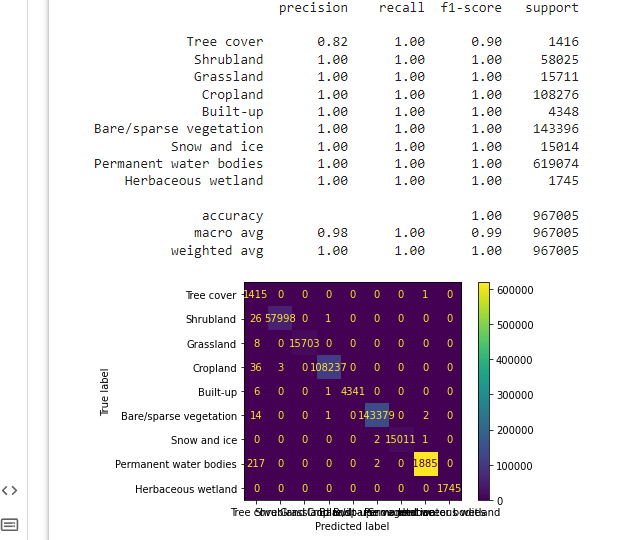 precision recall f1-score support
Tree cover 0.82 1.00 0.90 1416
Shrubland 1.00 1.00 1.00 58025
Grassland 1.00 1.00 1.00 15711
Cropland 1.00 1.00 1.00 108276
Built-up 1.00 1.00 1.00 4348
Bare/sparse vegetation 1.00 1.00 1.00 143396
Snow and ice 1.00 1.00 1.00 15014
Permanent water bodies 1.00 1.00 1.00 619074
Herbaceous wetland 1.00 1.00 1.00 1745
accuracy 1.00 967005
macro avg 0.98 1.00 0.99 967005
weighted avg 1.00 1.00 1.00 967005
Tree cover 1415 0 0 0 0 0 0 1 0
Shrubland 26 57998 0 1 0 0 0 0 0
Grassland 8 0 15703 0 0 0 0 0 0
Cropland 36 3 0 108237 0 0 0 0 0
Built-up 6 0 0 1 4341 0 0 0 0
Bare/sparse vegetation 14 0 0 1 0 143379 0 2 0
Snow and ice 0 0 0 0 0 2 15011 1 0
Permanent water bodies 217 0 0 0 0 2 0 1885 0
Herbaceous wetland 0 0 0 0 0 0 0 0 1745
True label
Predicted label
600000
500000
400000
300000
200000
100000
0
<>